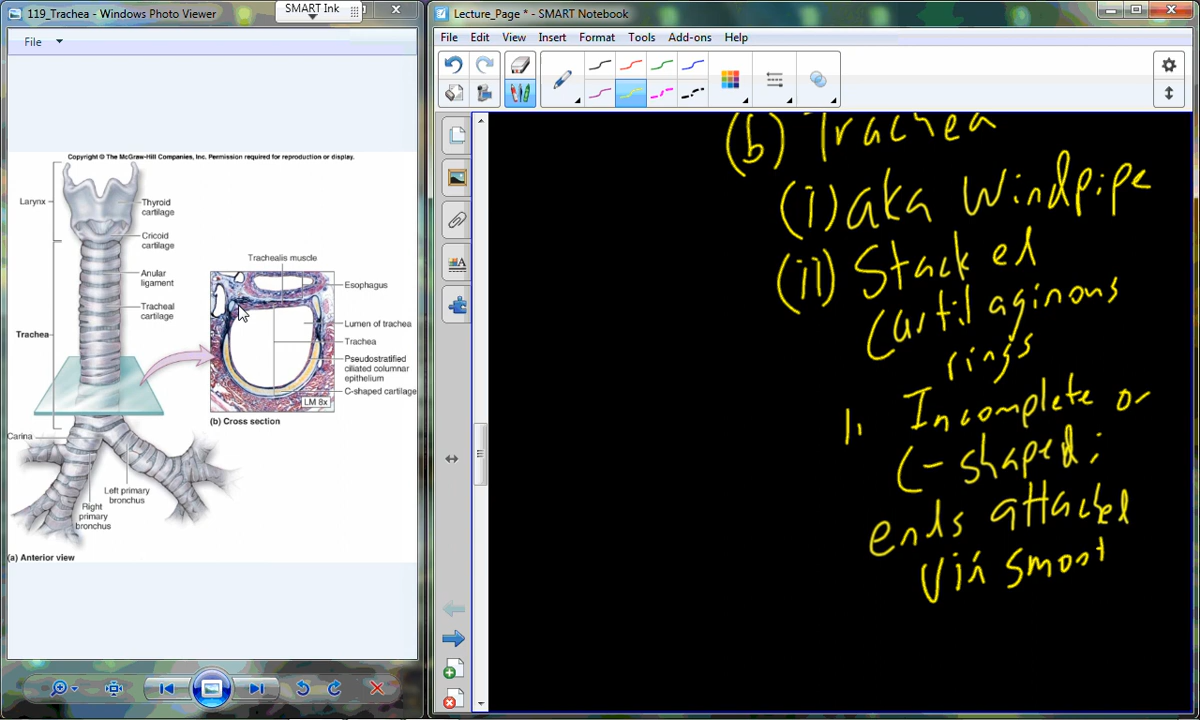 119_Trachea - Windows Photo Viewer
SMART Ink
File
Copyright © The McGraw-Hill Companies, Inc. Permission required for reproduction or display.
Larynx
Thyroid
cartilage
Cricoid
cartilage
Anular
ligament
Tracheal
cartilage
Trachea
Carina
Left primary
bronchus
Right
primary
bronchus
(a) Anterior view
Trachealis muscle
Esophagus
Lumen of trachea
Trachea
Pseudostratified
ciliated columnar
epithelium
C-shaped cartilage
LM 8x
(b) Cross section
Lecture_Page * - SMART Notebook
File Edit View Insert Format Tools Add-ons Help
(b) Trachea
(i) aka Windpipe
(ii) Stacked
Cartilaginous
rings
1. Incomplete or
C-shaped;
ends attached
Via smoot